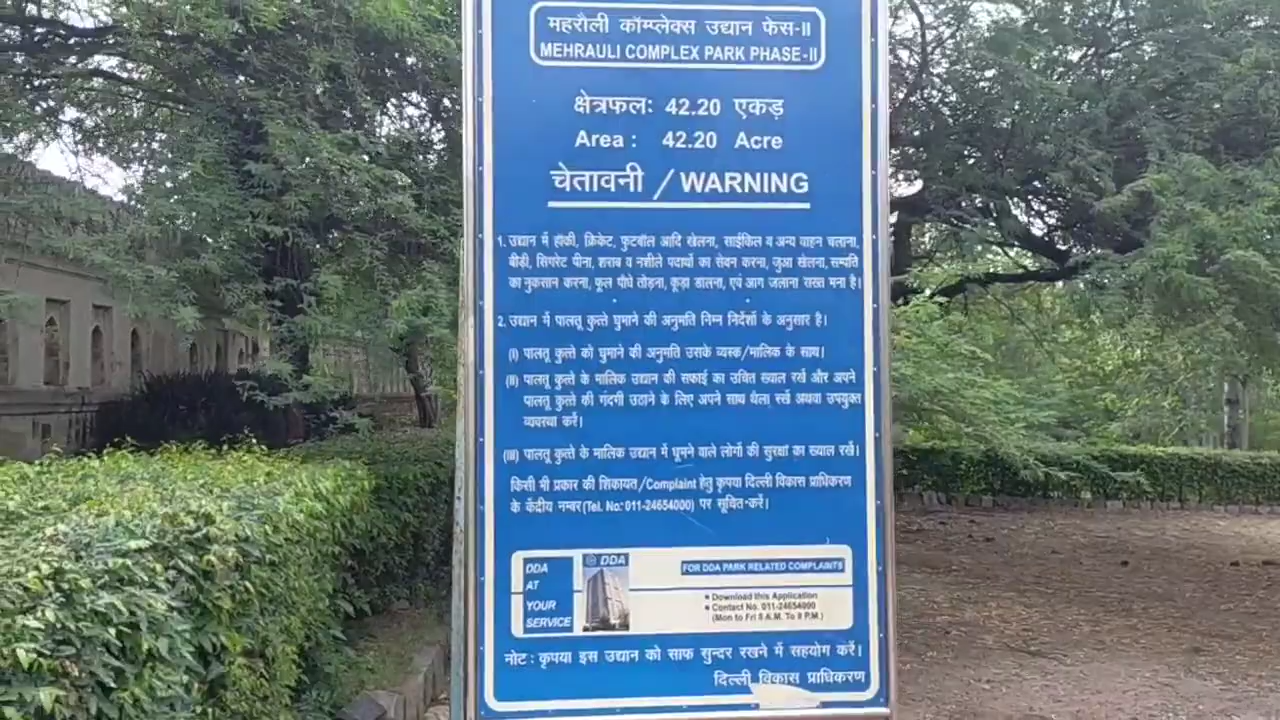 महरौली कॉम्प्लेक्स उद्यान फेस-II
MEHRAULI COMPLEX PARK PHASE-II
क्षेत्रफलः 42.20 एकड़
Area : 42.20 Acre
चेतावनी / WARNING
1. उद्यान में हॉकी, क्रिकेट, फुटबॉल आदि खेलना, साईकिल व अन्य वाहन चलाना,
बीड़ी, सिगरेट पीना, शराब व नशीले पदार्थो का सेवन करना, जुआ खेलना, सम्पति
का नुकसान करना, फूल पौधे तोड़ना, कूड़ा डालना, एवं आग जलाना सख्त मना है।
2. उद्यान में पालतू कुत्ते घुमाने की अनुमति निम्न निर्देशों के अनुसार है।
(I) पालतू कुत्ते को घुमाने की अनुमति उसके व्यस्क/मालिक के साथ।
(II) पालतू कुत्ते के मालिक उद्यान की सफाई का उचित ख्याल रखें और अपने
पालतू कुत्ते की गंदगी उठाने के लिए अपने साथ थैला रखें अथवा उपयुक्त
व्यवस्था करें।
(III) पालतू कुत्ते के मालिक उद्यान में घूमने वाले लोगों की सुरक्षा का ख्याल रखें।
किसी भी प्रकार की शिकायत/Complaint हेतु कृपया दिल्ली विकास प्राधिकरण
के केंद्रीय नम्बर (Tel. No: 011-24654000) पर सूचित करें।
DDA
AT
YOUR
SERVICE
DDA
FOR DDA PARK RELATED COMPLAINTS
• Download this Application
• Contact No. 011-24654000
(Mon to Fri 8 A.M. To 8 P.M.)
नोट : कृपया इस उद्यान को साफ सुन्दर रखने में सहयोग करें।
दिल्ली विकास प्राधिकरण